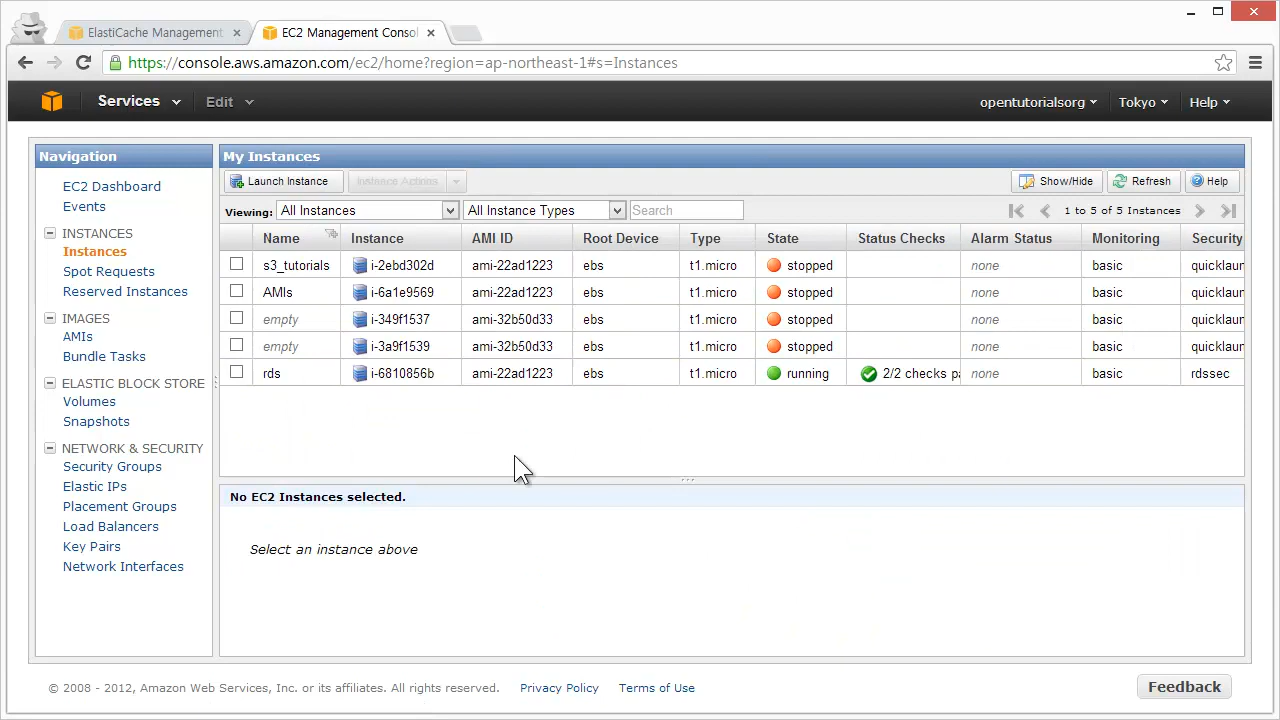 ElastiCache Management
EC2 Management Consol
https://console.aws.amazon.com/ec2/home?region=ap-northeast-1#s=Instances
Services Edit opentutorialsorg Tokyo Help
Navigation
EC2 Dashboard
Events
INSTANCES
Instances
Spot Requests
Reserved Instances
IMAGES
AMIs
Bundle Tasks
ELASTIC BLOCK STORE
Volumes
Snapshots
NETWORK & SECURITY
Security Groups
Elastic IPs
Placement Groups
Load Balancers
Key Pairs
Network Interfaces
My Instances
Launch Instance Instance Actions Show/Hide Refresh Help
Viewing: All Instances All Instance Types Search 1 to 5 of 5 Instances
Name Instance AMI ID Root Device Type State Status Checks Alarm Status Monitoring Security
s3_tutorials i-2ebd302d ami-22ad1223 ebs t1.micro stopped none basic quicklaun
AMIs i-6a1e9569 ami-22ad1223 ebs t1.micro stopped none basic quicklaun
empty i-349f1537 ami-32b50d33 ebs t1.micro stopped none basic quicklaun
empty i-3a9f1539 ami-32b50d33 ebs t1.micro stopped none basic quicklaun
rds i-6810856b ami-22ad1223 ebs t1.micro running 2/2 checks pa none basic rdssec
No EC2 Instances selected.
Select an instance above
© 2008 - 2012, Amazon Web Services, Inc. or its affiliates. All rights reserved. Privacy Policy Terms of Use
Feedback